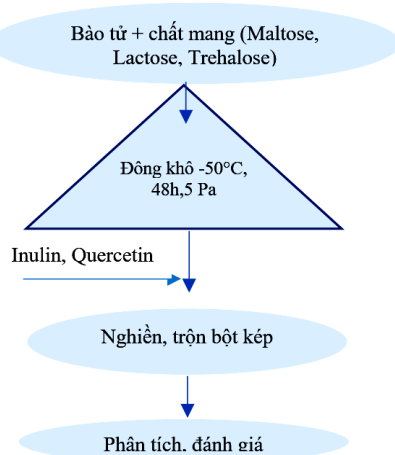 Bào tử + chất mang (Maltose,
Lactose, Trehalose)
Đông khô -50°C,
48h,5 Pa
Inulin, Quercetin
Nghiền, trộn bột kép
Phân tích, đánh giá